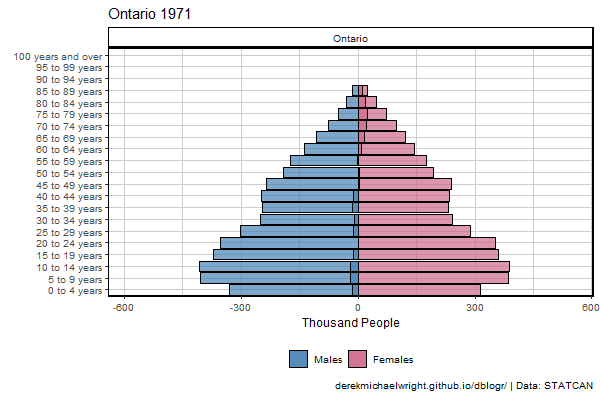 Ontario 1971
Ontario
100 years and over
95 to 99 years
90 to 94 years
85 to 89 years
80 to 84 years
75 to 79 years
70 to 74 years
65 to 69 years
60 to 64 years
55 to 59 years
50 to 54 years
45 to 49 years
40 to 44 years
35 to 39 years
30 to 34 years
25 to 29 years
20 to 24 years
15 to 19 years
10 to 14 years
5 to 9 years
0 to 4 years
-600 -300 0 300 600
Thousand People
Males Females
derekmichaelwright.github.io/dblogr/ | Data: STATCAN